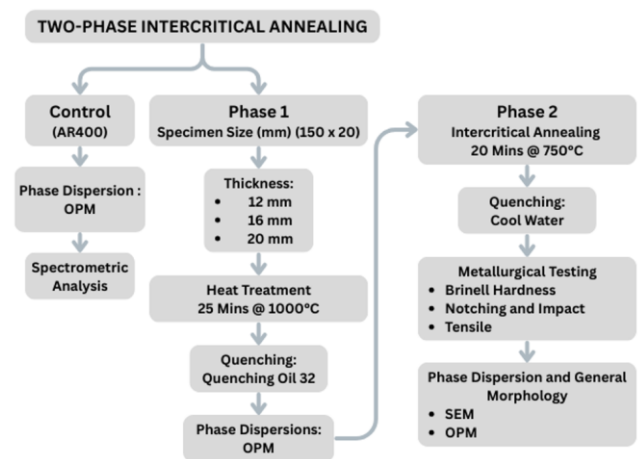 TWO-PHASE INTERCRITICAL ANNEALING
Control
(AR400)
Phase Dispersion :
OPM
Spectrometric
Analysis
Phase 1
Specimen Size (mm) (150 x 20)
Thickness:
• 12 mm
• 16 mm
• 20 mm
Heat Treatment
25 Mins @ 1000°C
Quenching:
Quenching Oil 32
Phase Dispersions:
OPM
Phase 2
Intercritical Annealing
20 Mins @ 750°C
Quenching:
Cool Water
Metallurgical Testing
• Brinell Hardness
• Notching and Impact
• Tensile
Phase Dispersion and General
Morphology
• SEM
• OPM